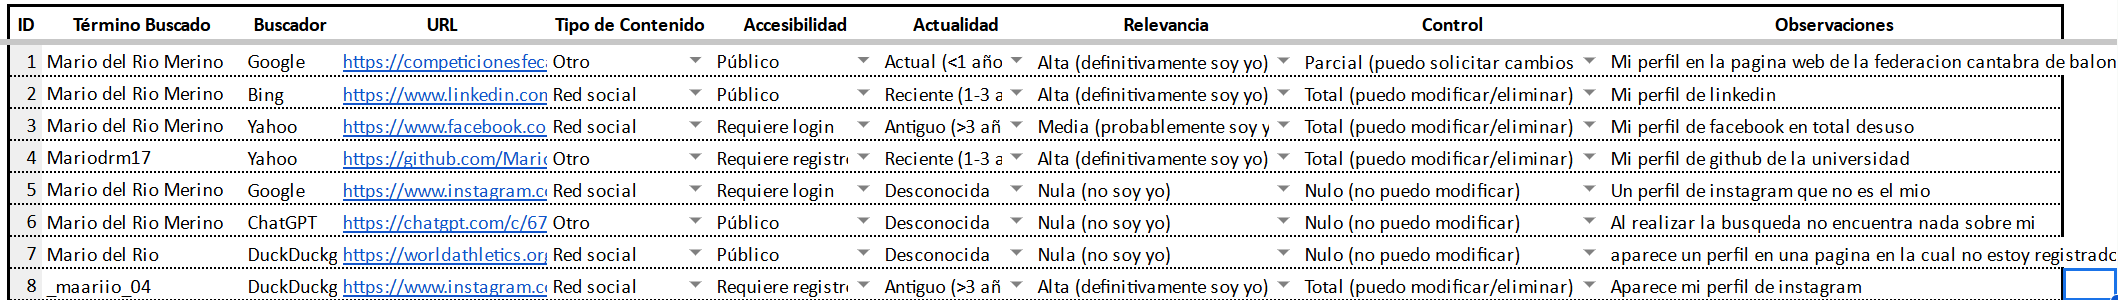 ID Término Buscado Buscador URL Tipo de Contenido Accesibilidad Actualidad Relevancia Control Observaciones
1 Mario del Rio Merino Google https://competicionesfec Otro Público Actual (<1 año Alta (definitivamente soy yo) Parcial (puedo solicitar cambios Mi perfil en la pagina web de la federacion cantabra de balon
2 Mario del Rio Merino Bing https://www.linkedin.con Red social Público Reciente (1-3 a Alta (definitivamente soy yo) Total (puedo modificar/eliminar) Mi perfil de linkedin
3 Mario del Rio Merino Yahoo https://www.facebook.co Red social Requiere login Antiguo (>3 añ Media (probablemente soy y Total (puedo modificar/eliminar) Mi perfil de facebook en total desuso
4 Mariodrm17 Yahoo https://github.com/Mario Otro Requiere registr Reciente (1-3 a Alta (definitivamente soy yo) Total (puedo modificar/eliminar) Mi perfil de github de la universidad
5 Mario del Rio Merino Google https://www.instagram.co Red social Requiere login Desconocida Nula (no soy yo) Nulo (no puedo modificar) Un perfil de instagram que no es el mio
6 Mario del Rio Merino ChatGPT https://chatgpt.com/c/67 Otro Público Desconocida Nula (no soy yo) Nulo (no puedo modificar) Al realizar la busqueda no encuentra nada sobre mi
7 Mario del Rio DuckDuckg https://worldathletics.org Red social Público Desconocida Nula (no soy yo) Nulo (no puedo modificar) aparece un perfil en una pagina en la cual no estoy registrado
8 _maariio_04 DuckDuckg https://www.instagram.co Red social Requiere registr Antiguo (>3 añ Alta (definitivamente soy yo) Total (puedo modificar/eliminar) Aparece mi perfil de instagram